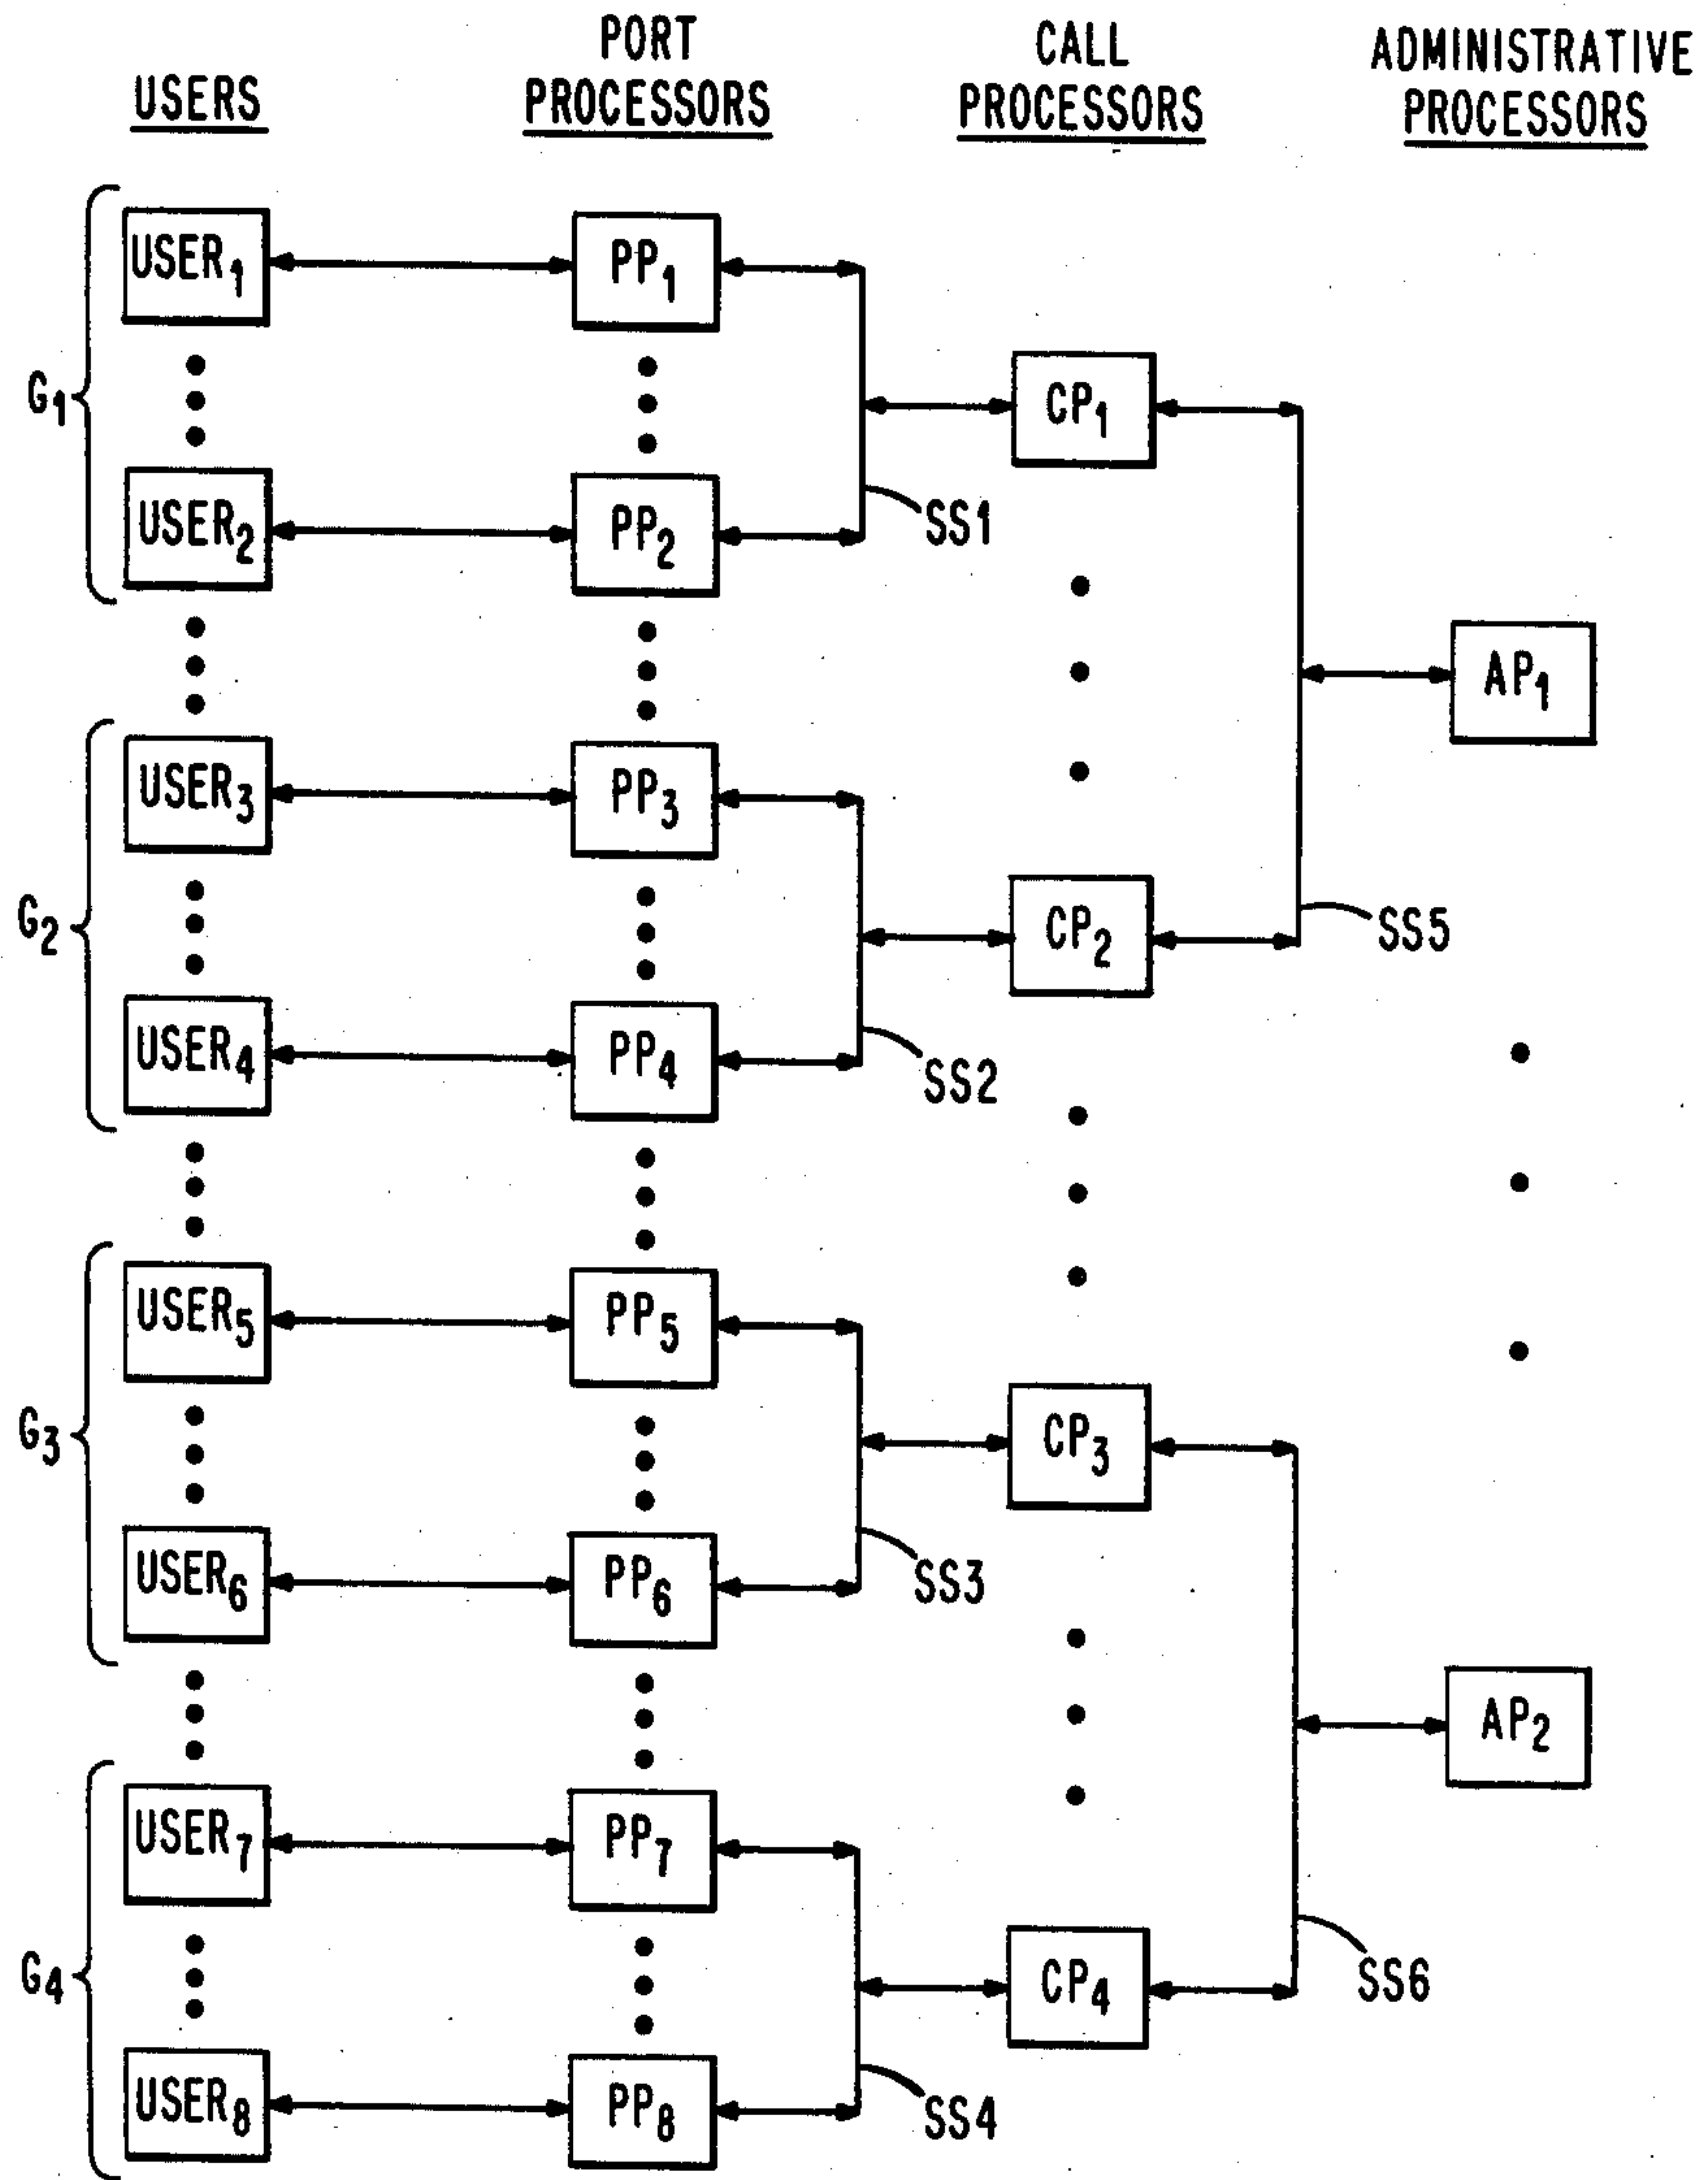 USERS
PORT
PROCESSORS
CALL
PROCESSORS
ADMINISTRATIVE
PROCESSORS
G1
USER1
PP1
CP1
USER2
PP2
SS1
AP1
G2
USER3
PP3
CP2
SS5
USER4
PP4
SS2
G3
USER5
PP5
CP3
USER6
PP6
SS3
AP2
G4
USER7
PP7
CP4
SS6
USER8
PP8
SS4